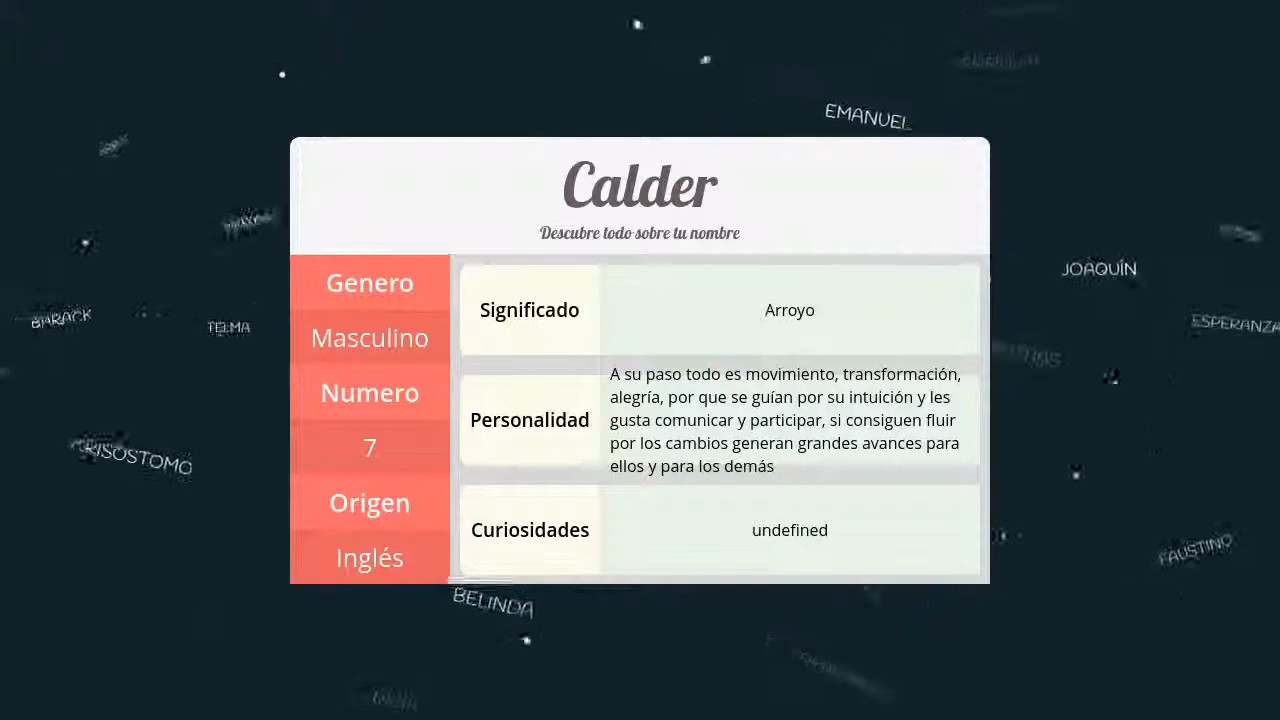 EMANUEL
Calder
Descubre todo sobre tu nombre
JOAQUÍN
BARACK
TELMA
ESPERANZA
Genero
Masculino
Numero
7
Origen
Inglés
Significado
Arroyo
Personalidad
A su paso todo es movimiento, transformación,
alegría, por que se guían por su intuición y les
gusta comunicar y participar, si consiguen fluir
por los cambios generan grandes avances para
ellos y para los demás
Curiosidades
undefined
CRISOSTOMO
FAUSTINO
BELINDA